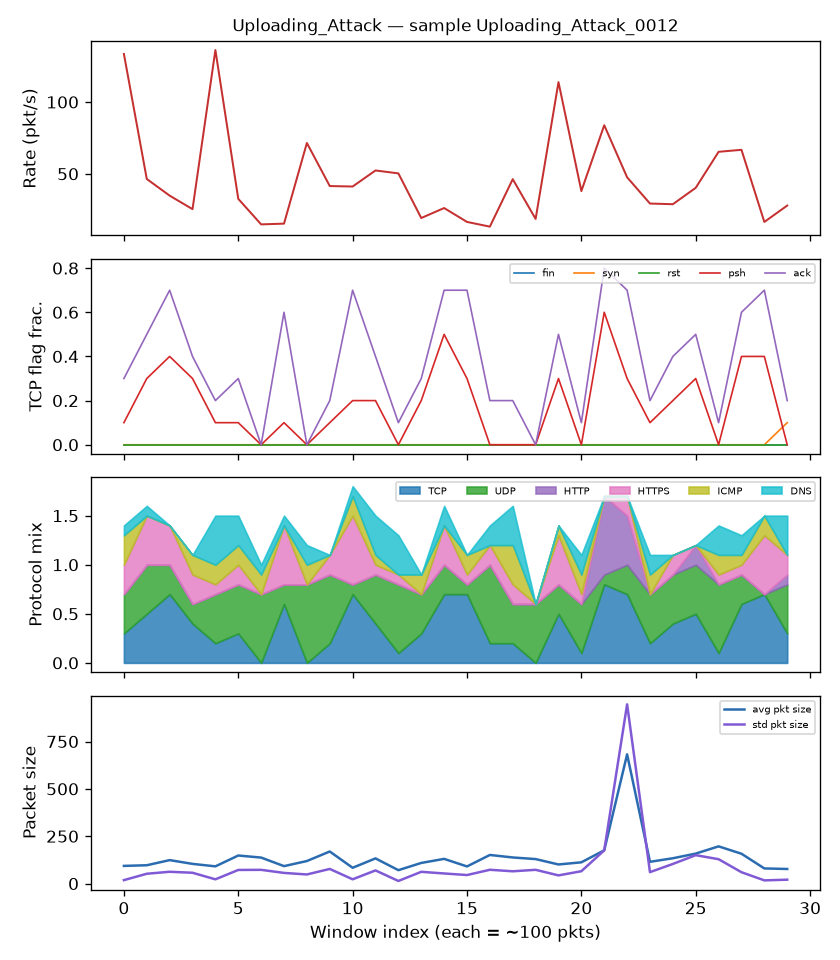 Uploading_Attack — sample Uploading_Attack_0012
Rate (pkt/s)
100
50
TCP flag frac.
0.8
0.6
0.4
0.2
0.0
fin syn rst psh ack
Protocol mix
1.5
1.0
0.5
0.0
TCP UDP HTTP HTTPS ICMP DNS
Packet size
750
500
250
0
avg pkt size
std pkt size
0 5 10 15 20 25 30
Window index (each = ~100 pkts)